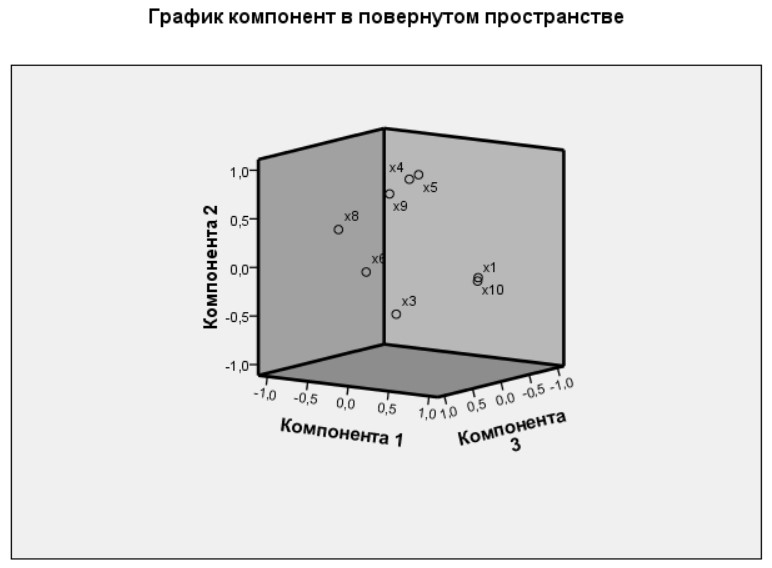 График компонент в повернутом пространстве
Компонента 2
1,0
0,5
0,0
-0,5
-1,0
x4
x5
x9
x8
x6
x1
x10
x3
-1,0
-0,5
0,0
0,5
1,0
1,0
0,5
0,0
-0,5
-1,0
Компонента 1
Компонента
3